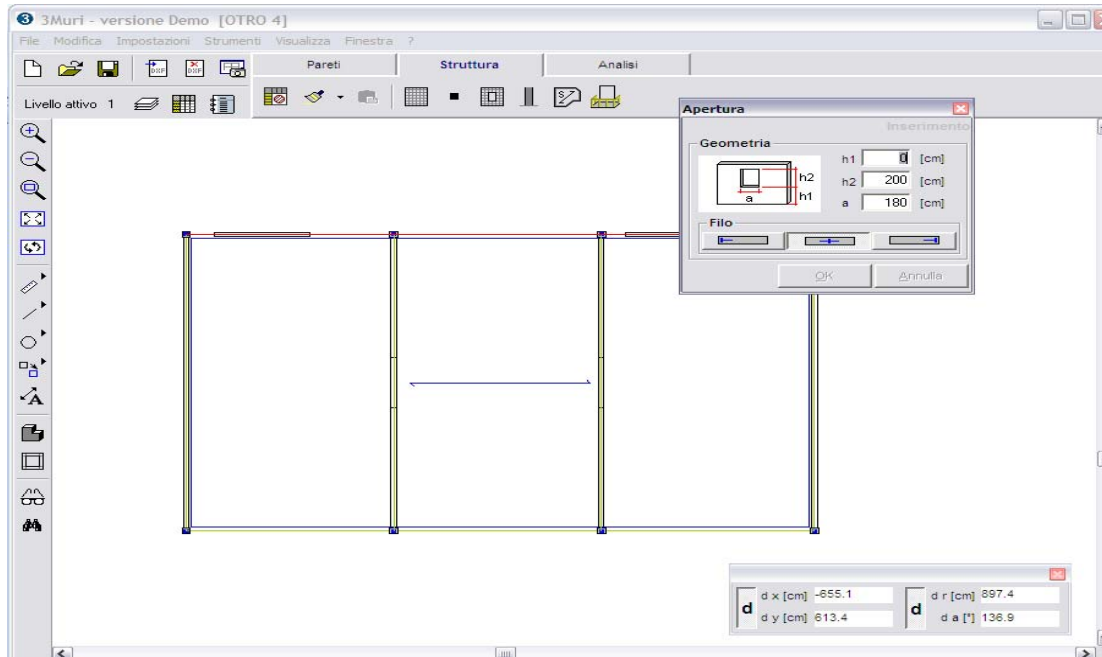 3Muri - versione Demo [OTRO 4]
File Modifica Impostazioni Strumenti Visualizza Finestra ?
DXF DXF
Pareti Struttura Analisi
Livello attivo 1
Apertura
Inserimento
Geometria
h1 0 [cm]
h2 200 [cm]
a 180 [cm]
h2
h1
a
Filo
OK Annulla
A
d d x [cm] -655.1 d d r [cm] 897.4
d y [cm] 613.4 d a [°] 136.9